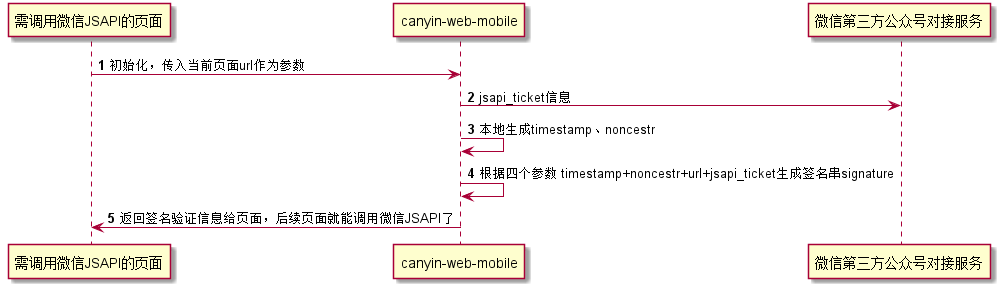 需调用微信JSAPI的页面
canyin-web-mobile
微信第三方公众号对接服务
1 初始化，传入当前页面url作为参数
2 jsapi_ticket信息
3 本地生成timestamp、noncestr
4 根据四个参数 timestamp+noncestr+url+jsapi_ticket生成签名串signature
5 返回签名验证信息给页面，后续页面就能调用微信JSAPI了
需调用微信JSAPI的页面
canyin-web-mobile
微信第三方公众号对接服务